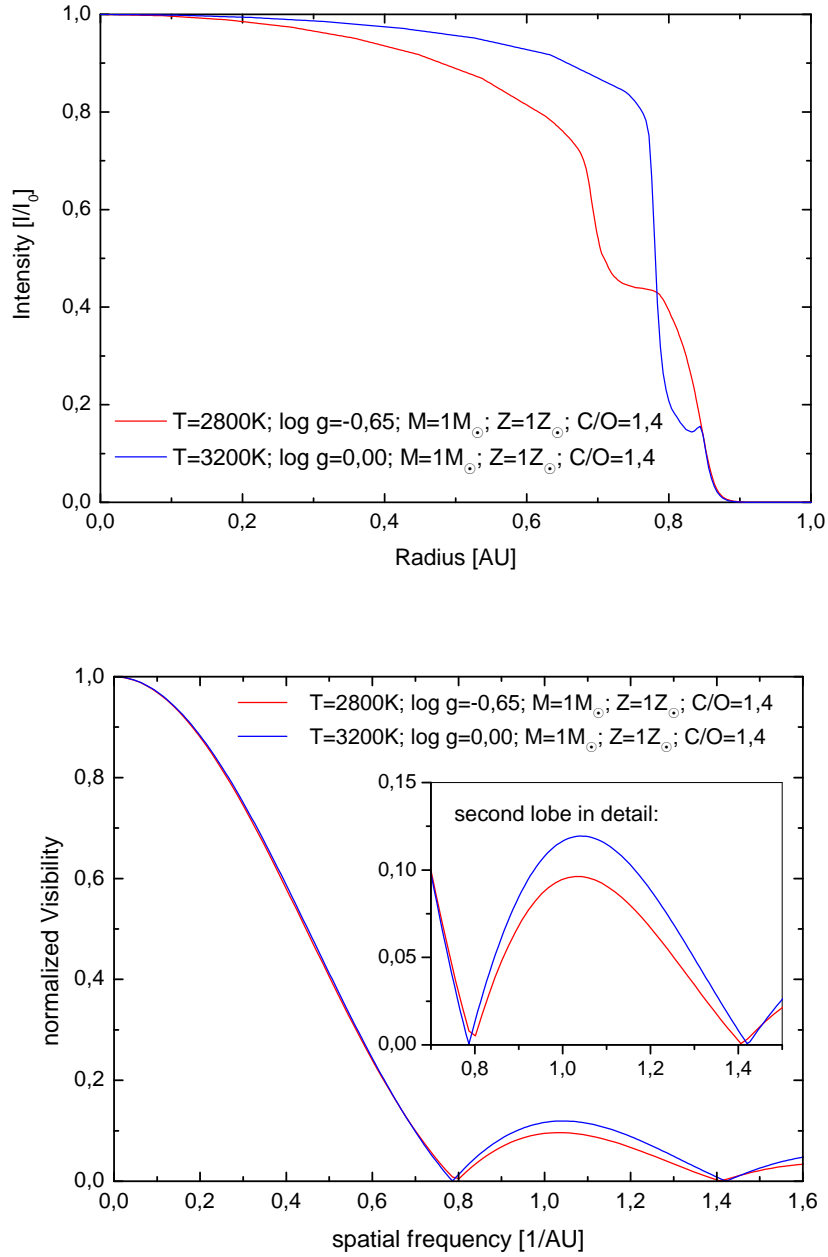 1,0
0,8
0,6
0,4
0,2
0,0
Intensity [I/I₀]
T=2800K; log g=-0,65; M=1M☉; Z=1Z☉; C/O=1,4
T=3200K; log g=0,00; M=1M☉; Z=1Z☉; C/O=1,4
0,0 0,2 0,4 0,6 0,8 1,0
Radius [AU]
1,0
0,8
0,6
0,4
0,2
0,0
normalized Visibility
T=2800K; log g=-0,65; M=1M☉; Z=1Z☉; C/O=1,4
T=3200K; log g=0,00; M=1M☉; Z=1Z☉; C/O=1,4
0,15
0,10
0,05
0,00
second lobe in detail:
0,8 1,0 1,2 1,4
0,0 0,2 0,4 0,6 0,8 1,0 1,2 1,4 1,6
spatial frequency [1/AU]